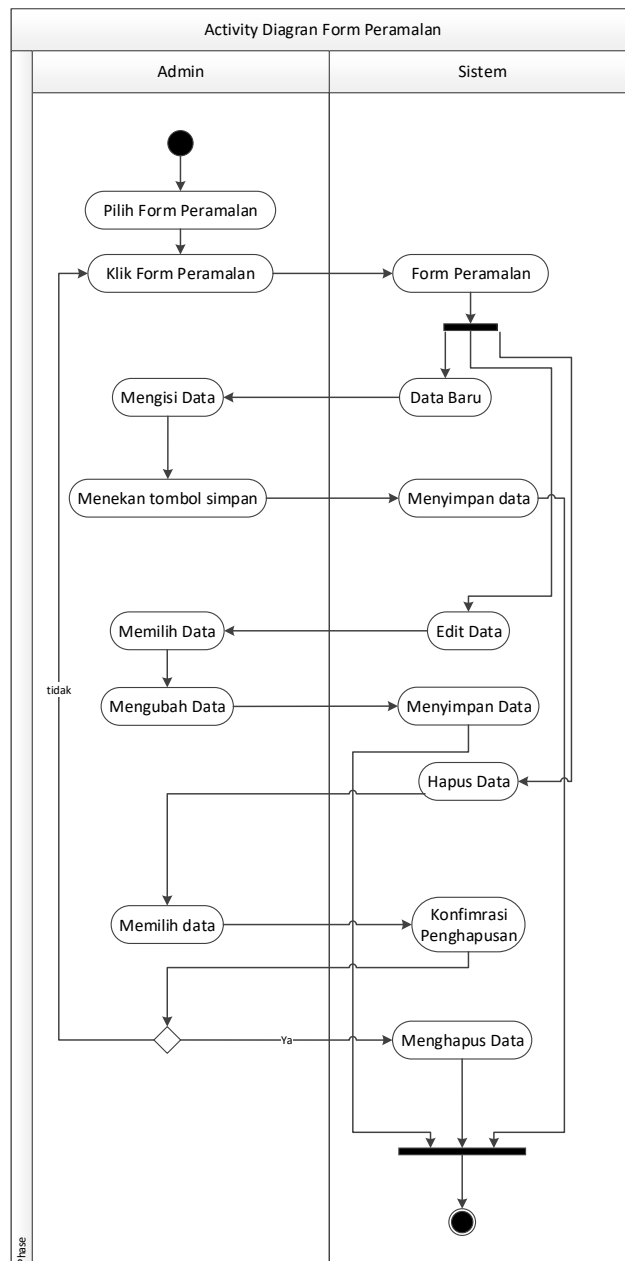 Activity Diagran Form Peramalan
Admin
Sistem
Pilih Form Peramalan
Klik Form Peramalan
Form Peramalan
Mengisi Data
Data Baru
Menekan tombol simpan
Menyimpan data
Memilih Data
Edit Data
tidak
Mengubah Data
Menyimpan Data
Hapus Data
Memilih data
Konfimrasi
Penghapusan
Ya
Menghapus Data
Phase